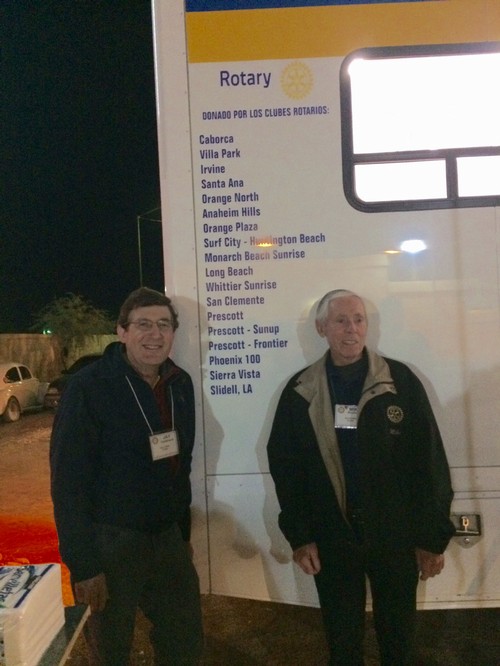 Rotary
DONADO POR LOS CLUBES ROTARIOS:
Caborca
Villa Park
Irvine
Santa Ana
Orange North
Anaheim Hills
Orange Plaza
Surf City - Huntington Beach
Monarch Beach Sunrise
Long Beach
Whittier Sunrise
San Clemente
Prescott
Prescott - Sunup
Prescott - Frontier
Phoenix 100
Sierra Vista
Slidell, LA